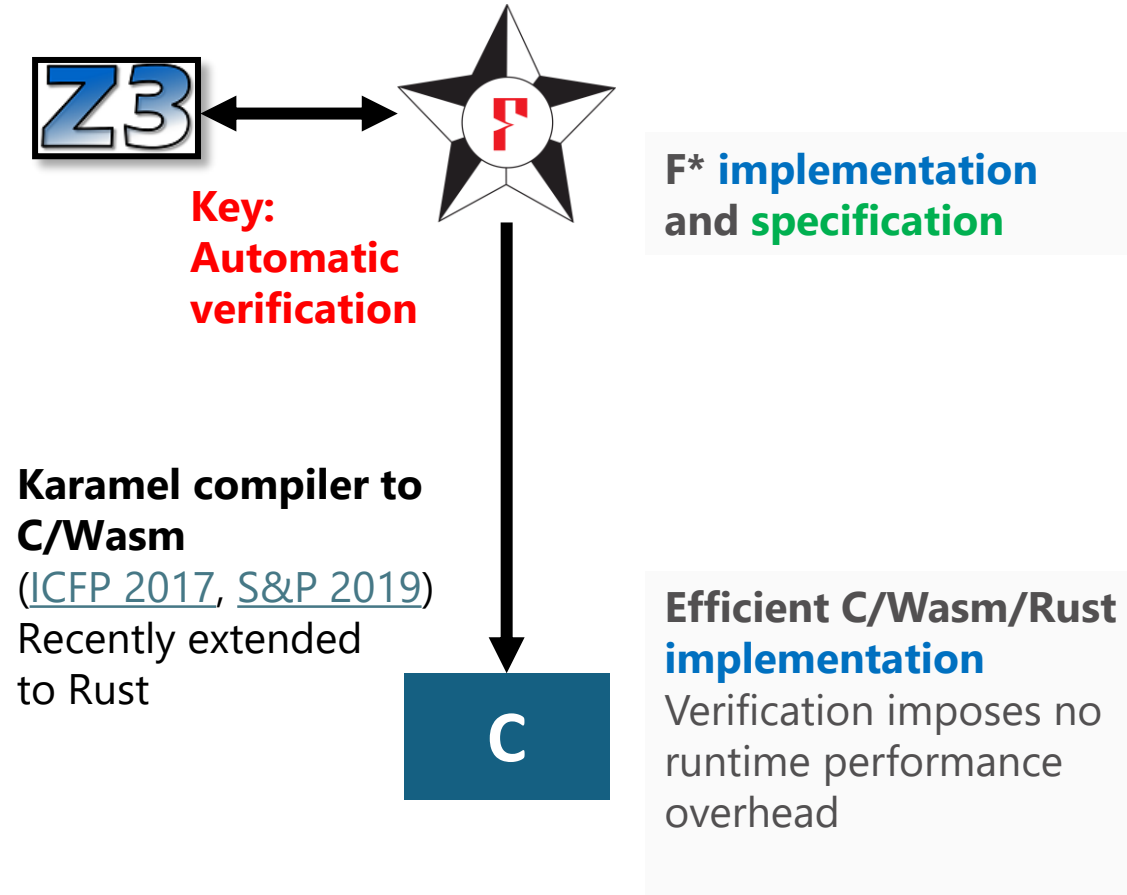 Z3
F
Key:
Automatic
verification
F* implementation
and specification
Karamel compiler to
C/Wasm
(ICFP 2017, S&P 2019)
Recently extended
to Rust
C
Efficient C/Wasm/Rust
implementation
Verification imposes no
runtime performance
overhead